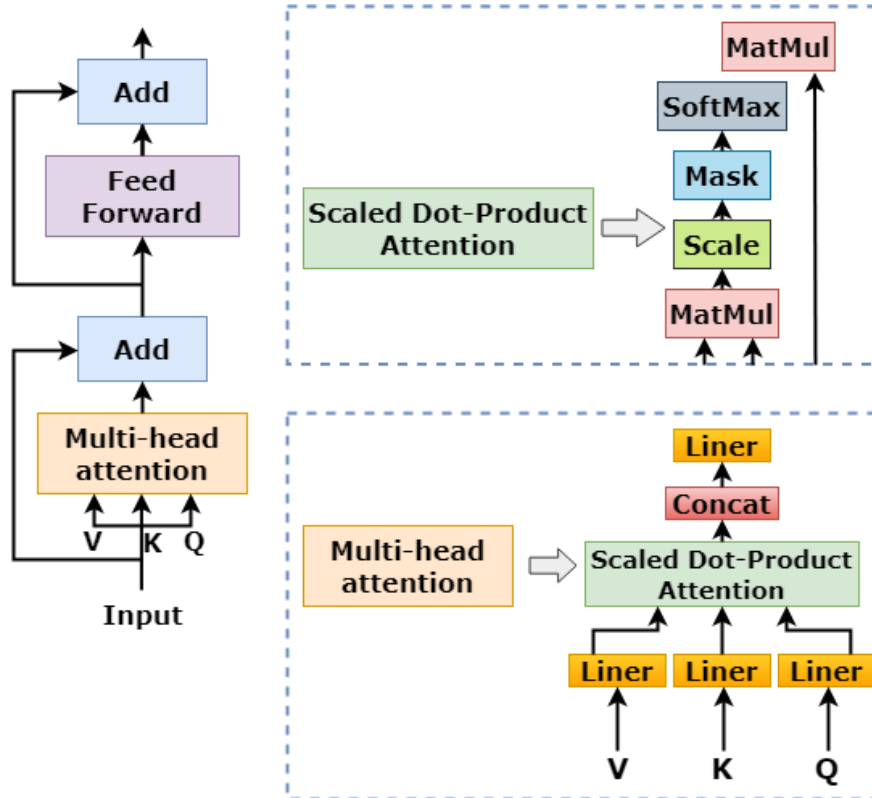 Add
Feed
Forward
Add
Multi-head
attention
V K Q
Input
MatMul
SoftMax
Mask
Scaled Dot-Product
Attention
Scale
MatMul
Liner
Concat
Multi-head
attention
Scaled Dot-Product
Attention
Liner Liner Liner
V K Q